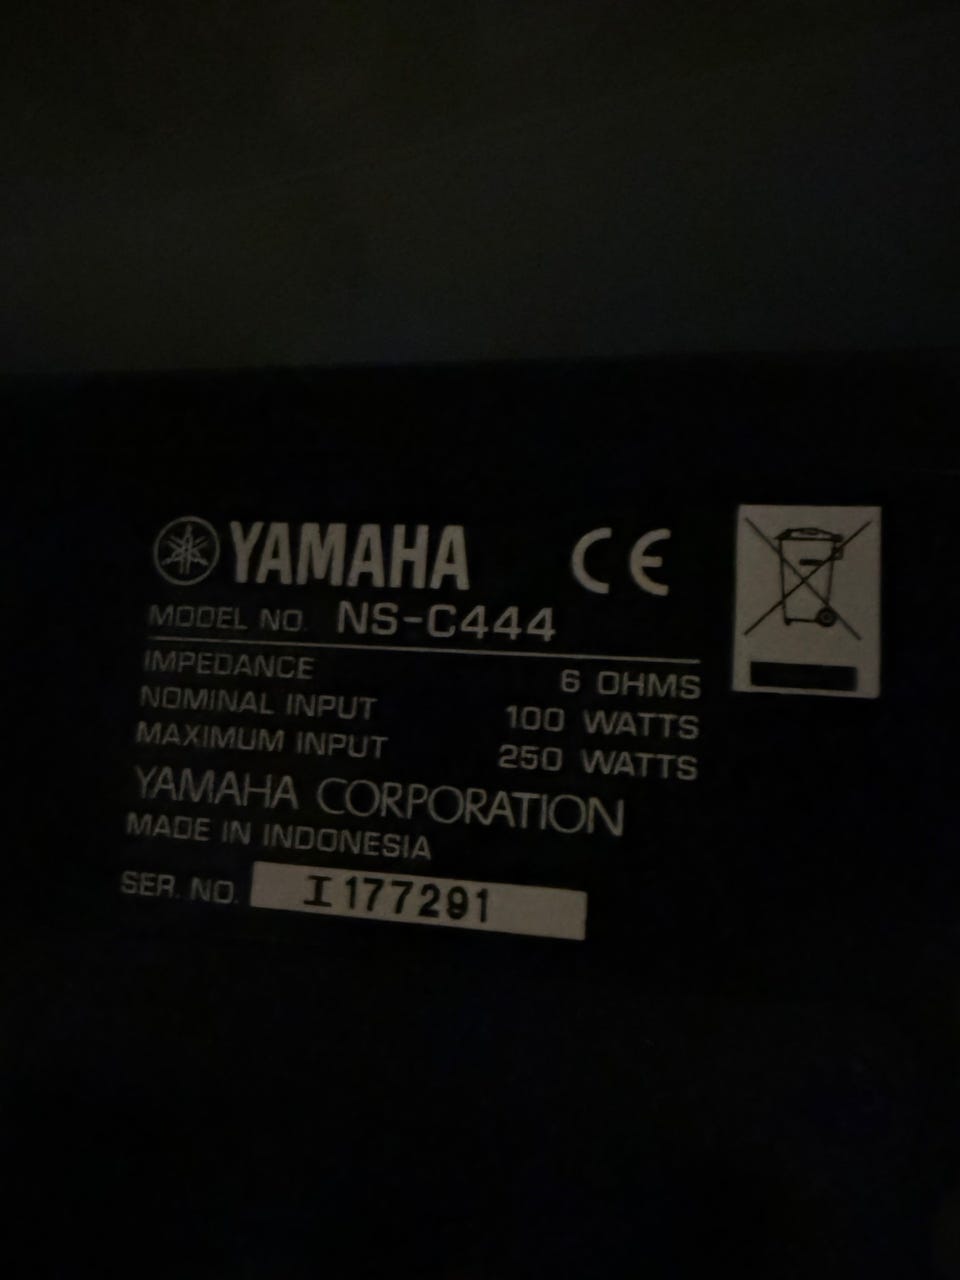 YAMAHA CE
MODEL NO. NS-C444
IMPEDANCE 6 OHMS
NOMINAL INPUT 100 WATTS
MAXIMUM INPUT 250 WATTS
YAMAHA CORPORATION
MADE IN INDONESIA
SER. NO. I177291